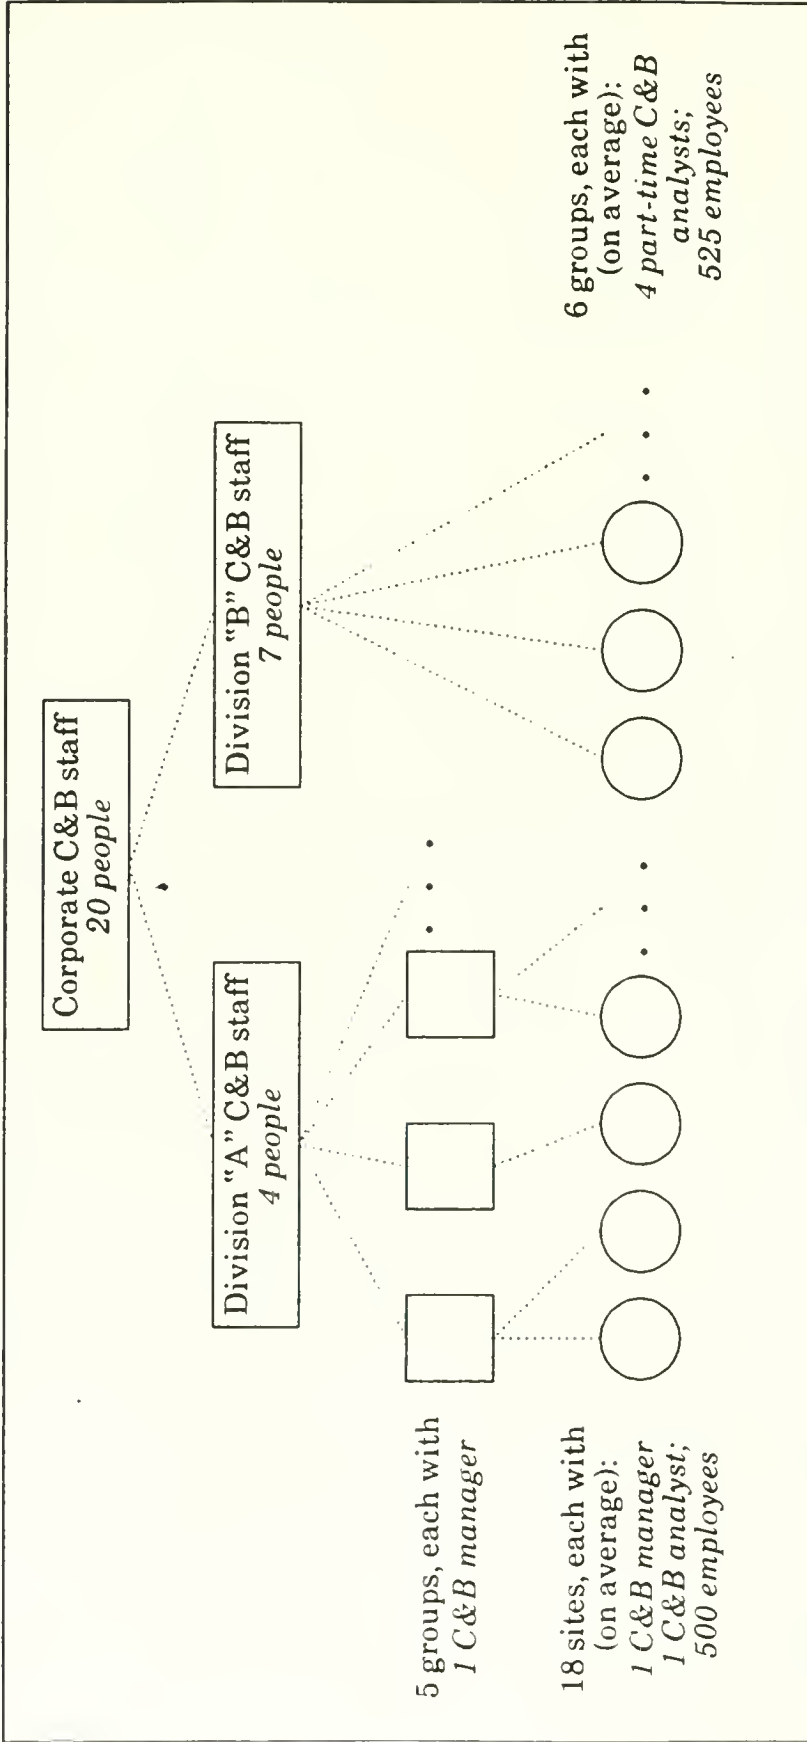 Corporate C&B staff
20 people
Division "A" C&B staff
4 people
Division "B" C&B staff
7 people
5 groups, each with
1 C&B manager
18 sites, each with
(on average):
1 C&B manager
1 C&B analyst;
500 employees
6 groups, each with
(on average):
4 part-time C&B
analysts;
525 employees